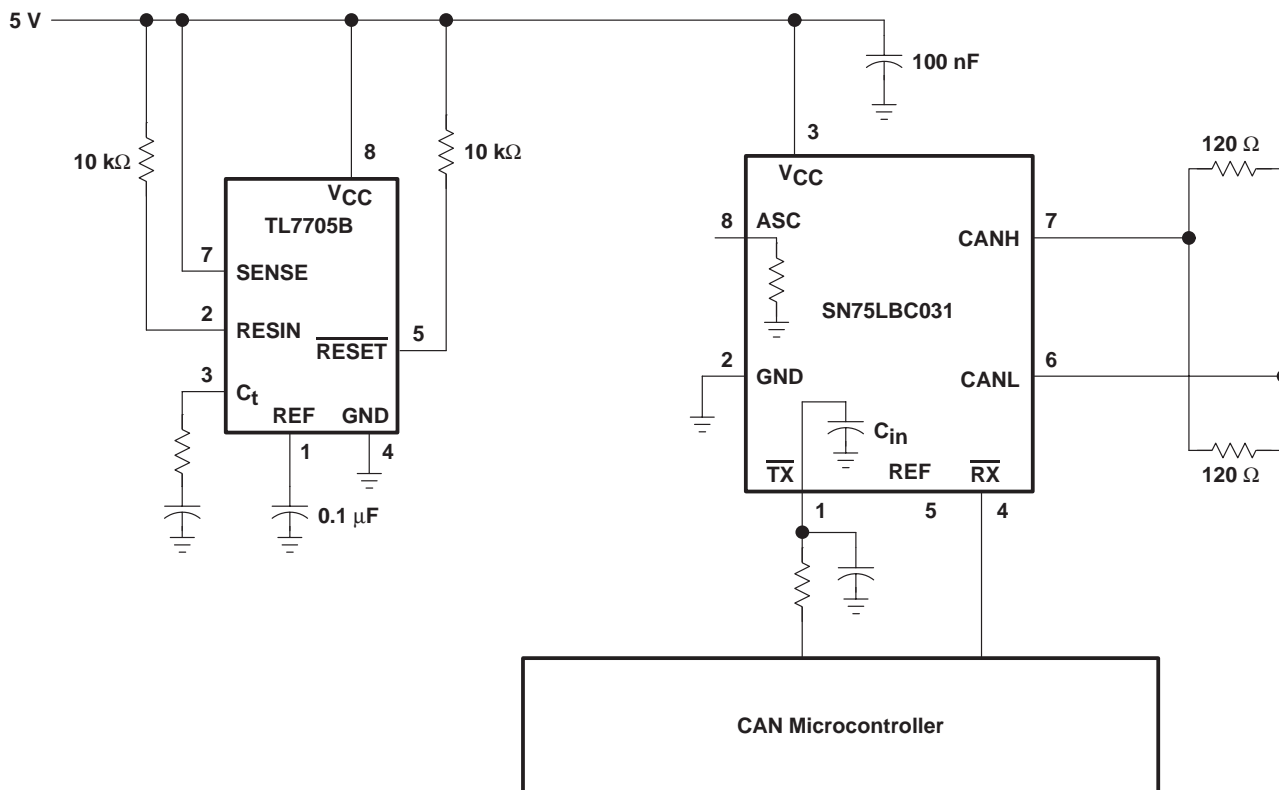 5 V
100 nF
3
10 kΩ
8
10 kΩ
120 Ω
VCC
VCC
TL7705B
8
ASC
7
CANH
7
SENSE
SN75LBC031
2
RESIN
5
RESET
2
GND
6
CANL
3
Ct
REF
GND
Cin
1
4
TX
REF
RX
120 Ω
0.1 μF
1
5
4
CAN Microcontroller